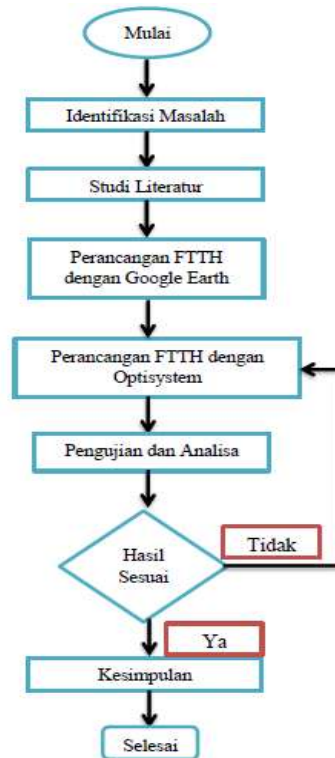 Mulai
Identifikasi Masalah
Studi Literatur
Perancangan FTTH
dengan Google Earth
Perancangan FTTH dengan
Optisystem
Pengujian dan Analisa
Hasil
Sesuai
Tidak
Ya
Kesimpulan
Selesai